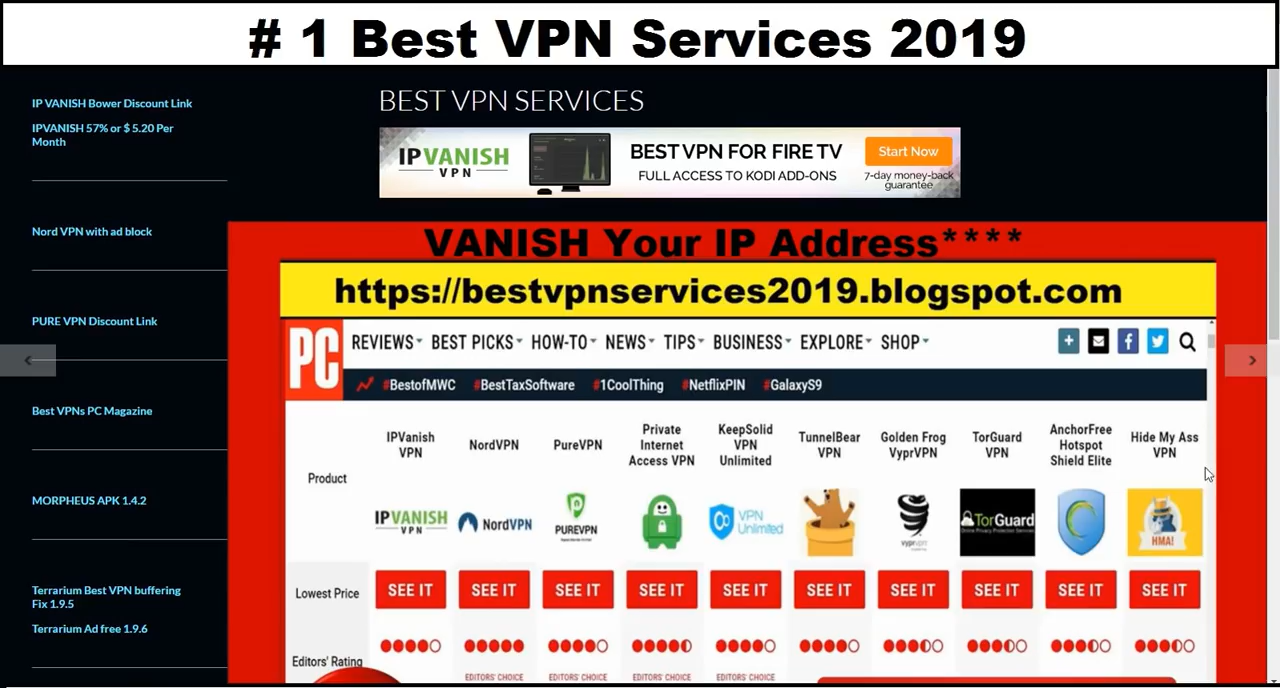 # 1 Best VPN Services 2019
IP VANISH Bower Discount Link
IPVANISH 57% or $ 5.20 Per
Month
Nord VPN with ad block
PURE VPN Discount Link
Best VPNs PC Magazine
MORPHEUS APK 1.4.2
Terrarium Best VPN buffering
Fix 1.9.5
Terrarium Ad free 1.9.6
BEST VPN SERVICES
IPVANISH
VPN
BEST VPN FOR FIRE TV
FULL ACCESS TO KODI ADD-ONS
Start Now
7-day money-back
guarantee
VANISH Your IP Address****
https://bestvpnservices2019.blogspot.com
PC
REVIEWS BEST PICKS HOW-TO NEWS TIPS BUSINESS EXPLORE SHOP
#BestofMWC #BestTaxSoftware #1CoolThing #NetflixPIN #GalaxyS9
Product
IPVanish
VPN
NordVPN
PureVPN
Private
Internet
Access VPN
KeepSolid
VPN
Unlimited
TunnelBear
VPN
Golden Frog
VyprVPN
TorGuard
VPN
AnchorFree
Hotspot
Shield Elite
Hide My Ass
VPN
IPVANISH
VPN
NordVPN
PUREVPN
VPN
Unlimited
vyprvpn
TorGuard
HMA!
Lowest Price
SEE IT SEE IT SEE IT SEE IT SEE IT SEE IT SEE IT SEE IT SEE IT SEE IT
Editors' Rating
EDITORS' CHOICE EDITORS' CHOICE